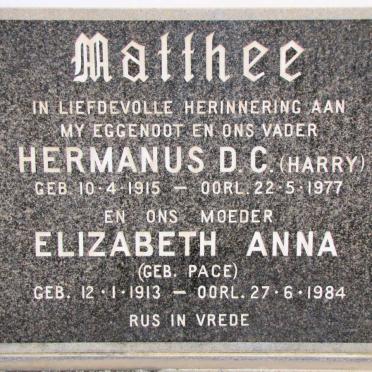 Matthee
IN LIEFDEVOLLE HERINNERING AAN
MY EGGENOOT EN ONS VADER
HERMANUS D.C. (HARRY)
GEB. 10·4·1915 — OORL. 22·5·1977
EN ONS MOEDER
ELIZABETH ANNA
(GEB. PACE)
GEB. 12·1·1913 — OORL. 27·6·1984
RUS IN VREDE